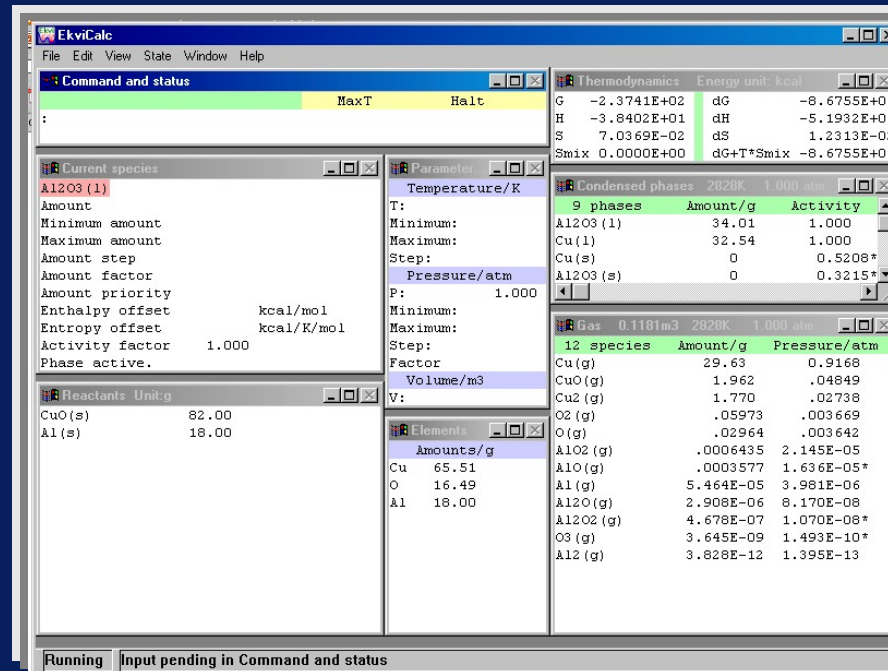 EkviCalc
File Edit View State Window Help
Command and status
MaxT Halt
:
Current species
Al2O3(l)
Amount
Minimum amount
Maximum amount
Amount step
Amount factor
Amount priority
Enthalpy offset kcal/mol
Entropy offset kcal/K/mol
Activity factor 1.000
Phase active.
Reactants Unit:g
CuO(s) 82.00
Al(s) 18.00
Parameter...
Temperature/K
T:
Minimum:
Maximum:
Step:
Pressure/atm
P: 1.000
Minimum:
Maximum:
Step:
Factor
Volume/m3
V:
Elements
Amounts/g
Cu 65.51
O 16.49
Al 18.00
Thermodynamics Energy unit: kcal
G -2.3741E+02 dG -8.6755E+0
H -3.8402E+01 dH -5.1932E+0
S 7.0369E-02 dS 1.2313E-0
Smix 0.0000E+00 dG+T*Smix -8.6755E+0
Condensed phases 2828K 1.000 atm
9 phases Amount/g Activity
Al2O3(l) 34.01 1.000
Cu(l) 32.54 1.000
Cu(s) 0 0.5208*
Al2O3(s) 0 0.3215*
Gas 0.1181m3 2828K 1.000 atm
12 species Amount/g Pressure/atm
Cu(g) 29.63 0.9168
CuO(g) 1.962 .04849
Cu2(g) 1.770 .02738
O2(g) .05973 .003669
O(g) .02964 .003642
AlO2(g) .0006435 2.145E-05
AlO(g) .0003577 1.636E-05*
Al(g) 5.464E-05 3.981E-06
Al2O(g) 2.908E-06 8.170E-08
Al2O2(g) 4.678E-07 1.070E-08*
O3(g) 3.645E-09 1.493E-10*
Al2(g) 3.828E-12 1.395E-13
Running Input pending in Command and status